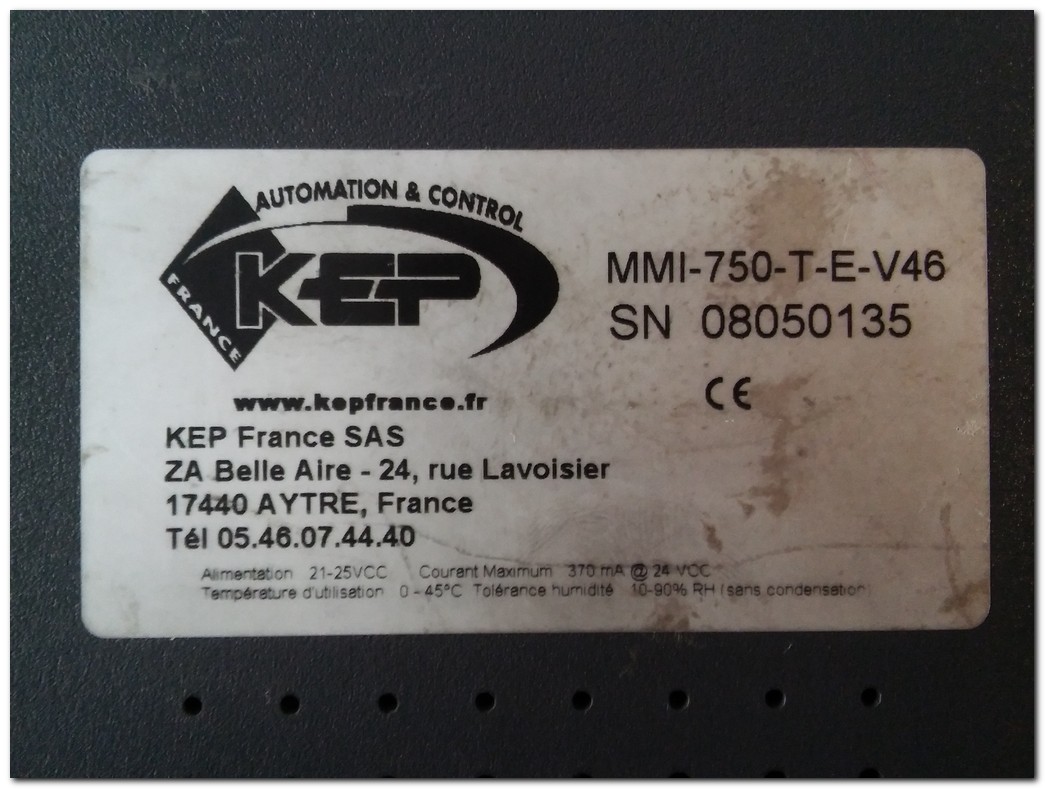 AUTOMATION & CONTROL
KEP
FRANCE
MMI-750-T-E-V46
SN 08050135
CE
www.kepfrance.fr
KEP France SAS
ZA Belle Aire - 24, rue Lavoisier
17440 AYTRE, France
Tél 05.46.07.44.40
Alimentation 21-25VCC Courant Maximum 370 mA @ 24 VCC
Température d'utilisation 0 - 45°C Tolérance humidité 10-90% RH (sans condensation)